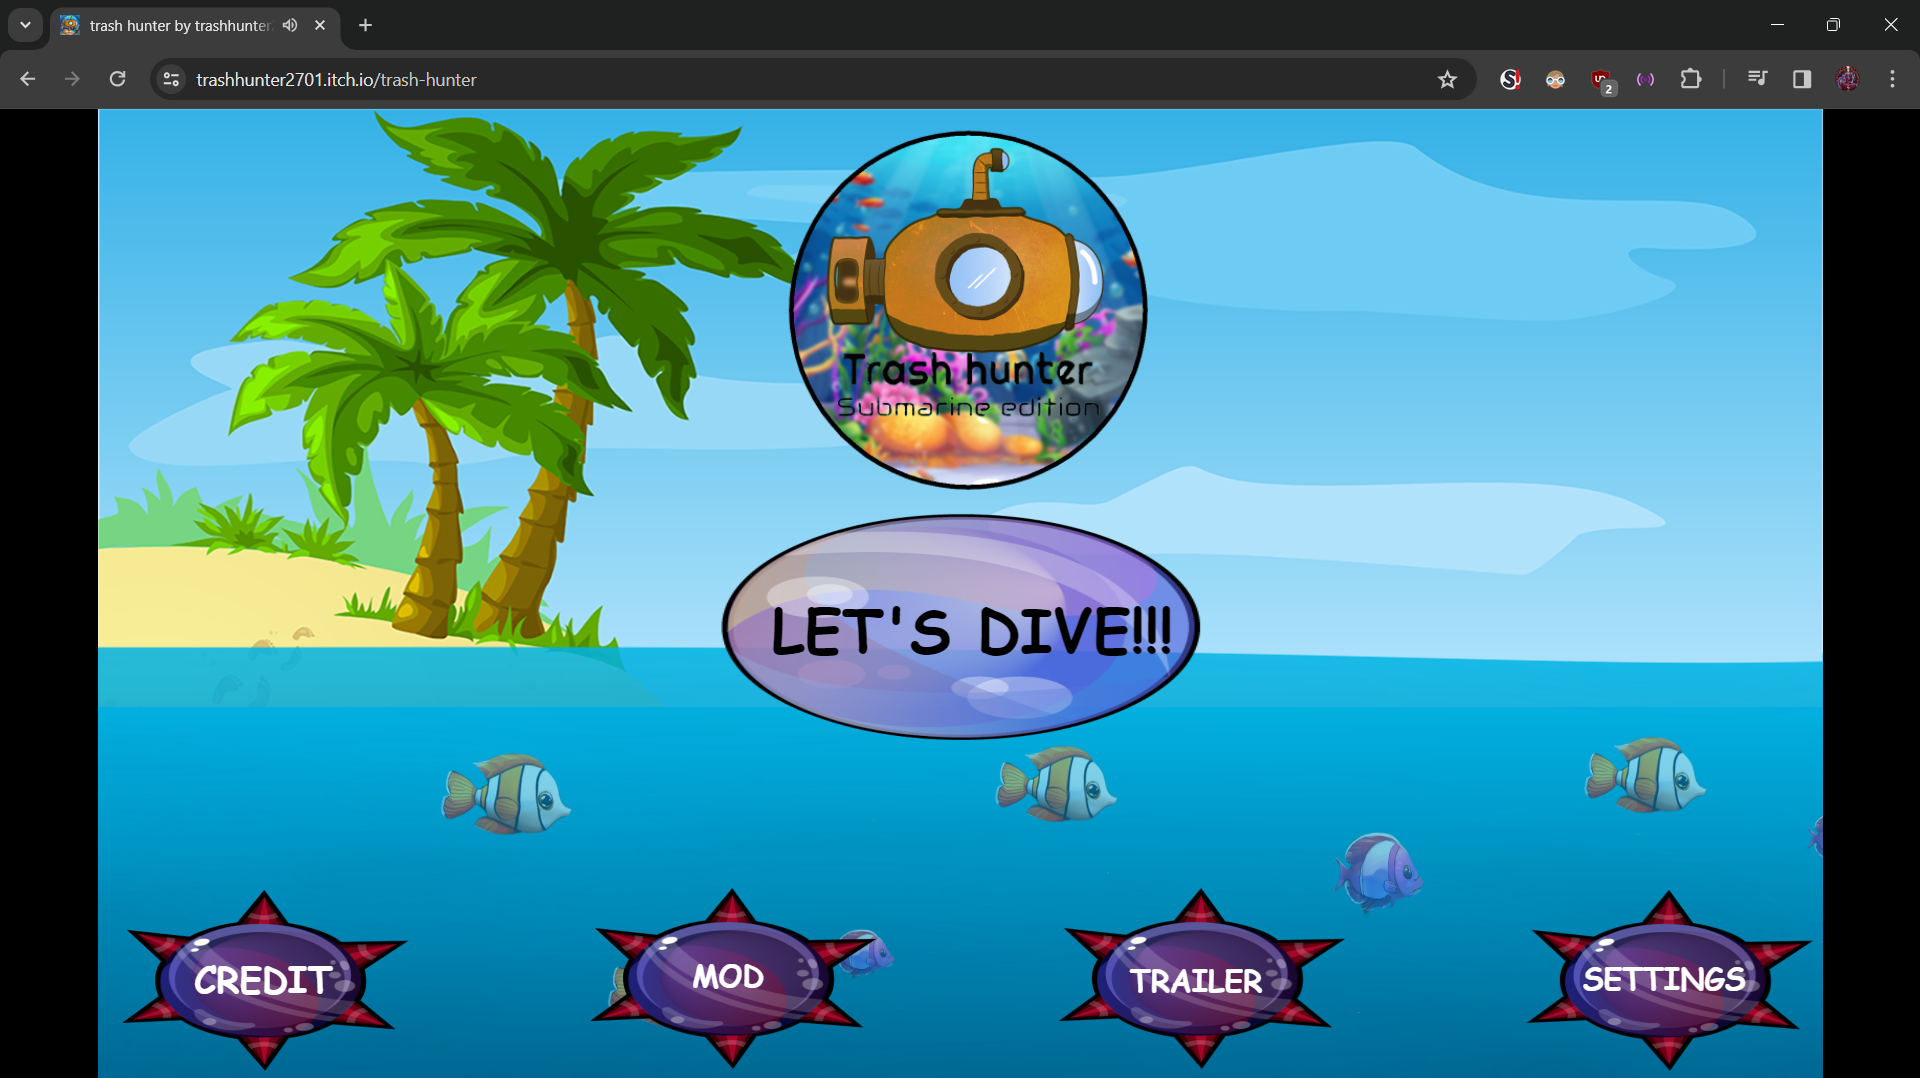 trash hunter by trashhunter
trashhunter2701.itch.io/trash-hunter
2
Trash hunter
Submarine edition
LET'S DIVE!!!
CREDIT
MOD
TRAILER
SETTINGS